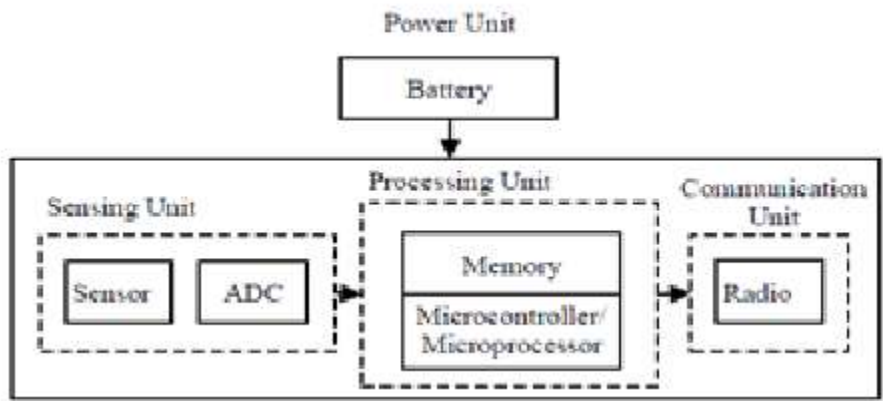 Power Unit
Battery
Processing Unit
Communication
Unit
Sensing Unit
Sensor
ADC
Memory
Microcontroller/
Microprocessor
Radio